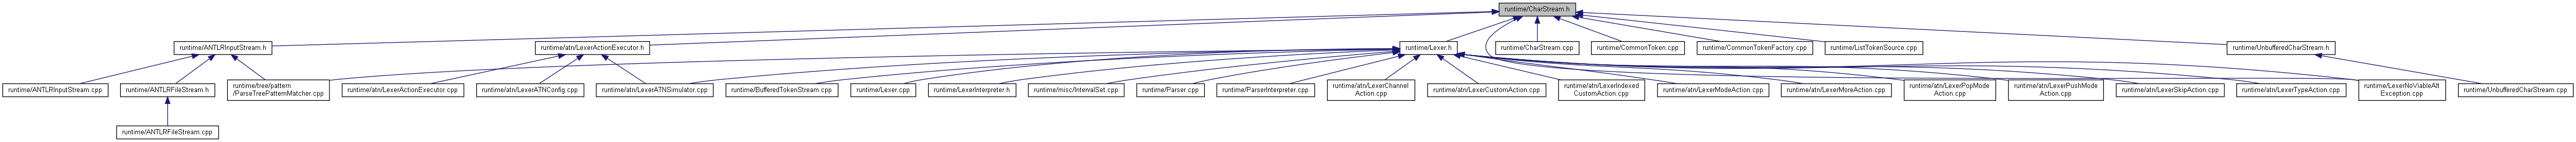 runtime/CharStream.h
runtime/ANTLRInputStream.h
runtime/atn/LexerActionExecutor.h
runtime/Lexer.h
runtime/CharStream.cpp
runtime/CommonToken.cpp
runtime/CommonTokenFactory.cpp
runtime/ListTokenSource.cpp
runtime/UnbufferedCharStream.h
runtime/ANTLRInputStream.cpp
runtime/ANTLRFileStream.h
runtime/tree/pattern
/ParseTreePatternMatcher.cpp
runtime/atn/LexerActionExecutor.cpp
runtime/atn/LexerATNConfig.cpp
runtime/atn/LexerATNSimulator.cpp
runtime/BufferedTokenStream.cpp
runtime/Lexer.cpp
runtime/LexerInterpreter.h
runtime/misc/IntervalSet.cpp
runtime/Parser.cpp
runtime/ParserInterpreter.cpp
runtime/atn/LexerChannel
Action.cpp
runtime/atn/LexerCustomAction.cpp
runtime/atn/LexerIndexed
CustomAction.cpp
runtime/atn/LexerModeAction.cpp
runtime/atn/LexerMoreAction.cpp
runtime/atn/LexerPopMode
Action.cpp
runtime/atn/LexerPushMode
Action.cpp
runtime/atn/LexerSkipAction.cpp
runtime/atn/LexerTypeAction.cpp
runtime/LexerNoViableAlt
Exception.cpp
runtime/UnbufferedCharStream.cpp
runtime/ANTLRFileStream.cpp